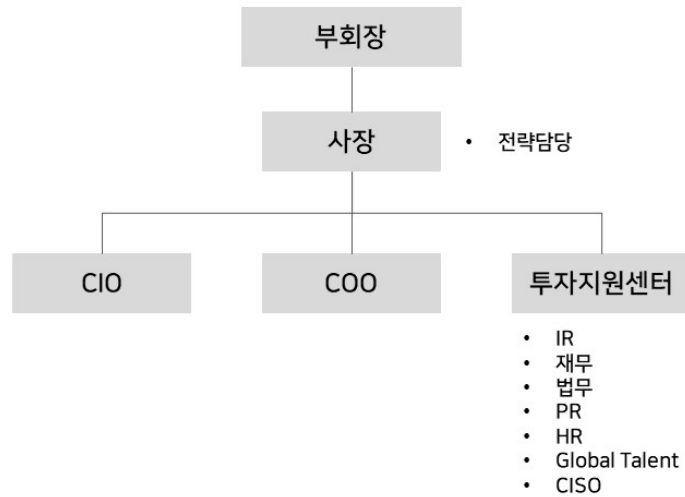 부회장
사장
• 전략담당
CIO
COO
투자지원센터
• IR
• 재무
• 법무
• PR
• HR
• Global Talent
• CISO